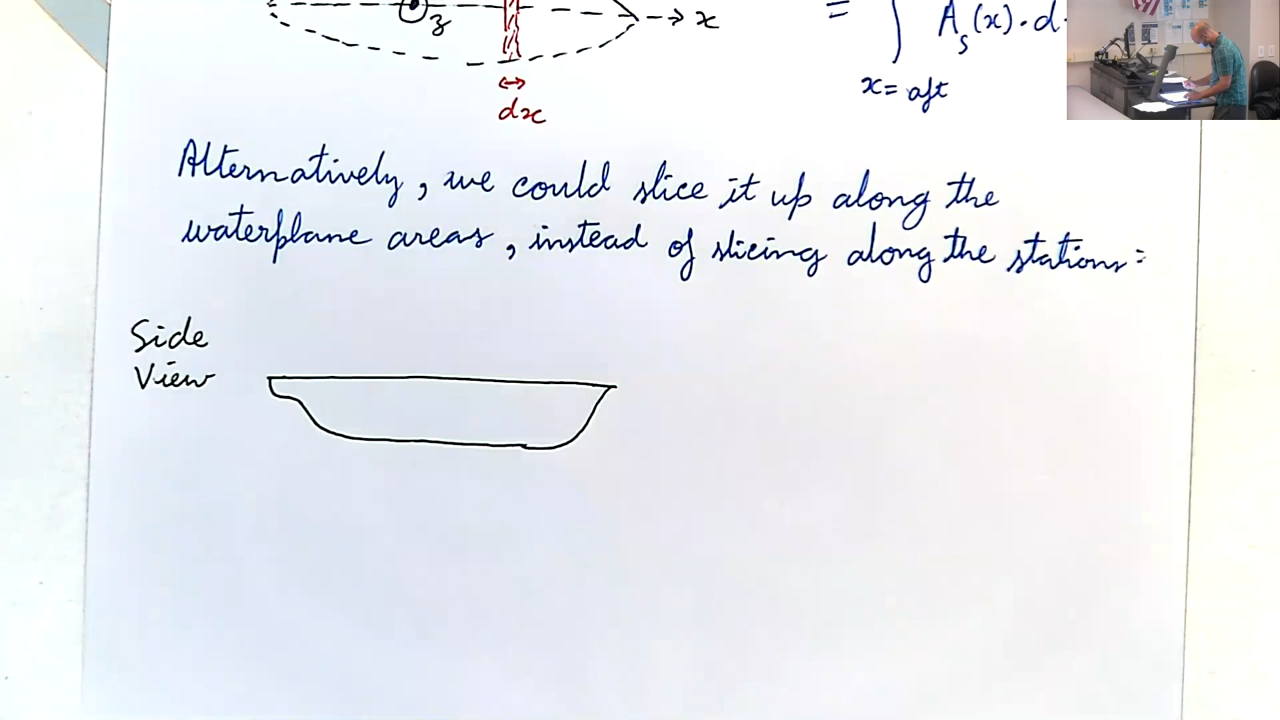 z
→ x
dx
= ∫ A_s(x) · d
x = aft
Alternatively, we could slice it up along the
waterplane areas, instead of slicing along the stations:
Side
View